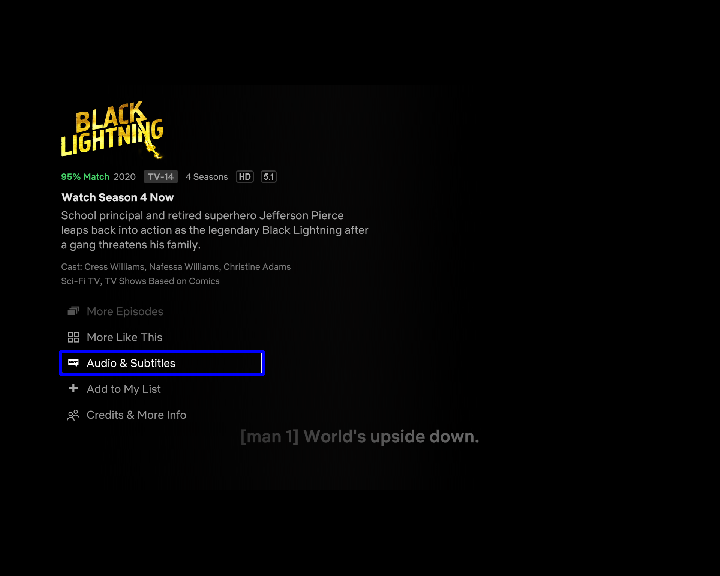 BLACK
LIGHTNING
95% Match 2020 TV-14 4 Seasons HD 5.1
Watch Season 4 Now
School principal and retired superhero Jefferson Pierce
leaps back into action as the legendary Black Lightning after
a gang threatens his family.
Cast: Cress Williams, Nafessa Williams, Christine Adams
Sci-Fi TV, TV Shows Based on Comics
More Episodes
More Like This
Audio & Subtitles
Add to My List
Credits & More Info
[man 1] World's upside down.